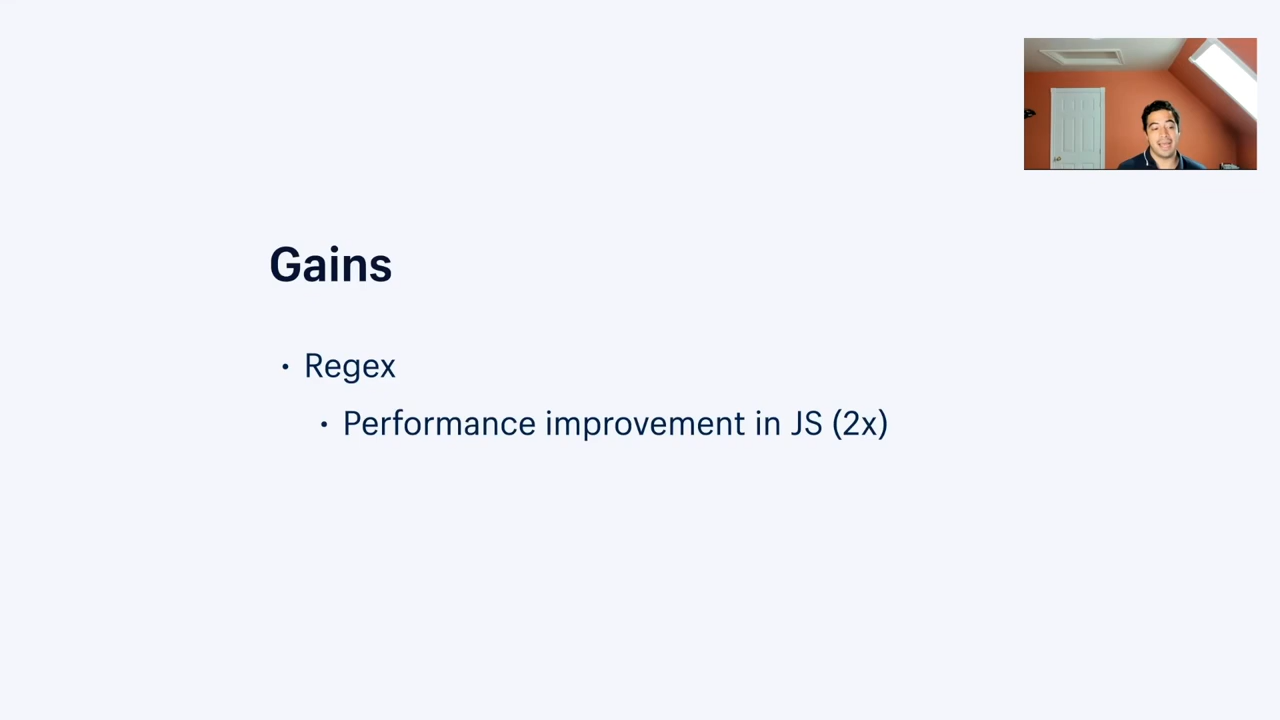 Gains
• Regex
• Performance improvement in JS (2x)